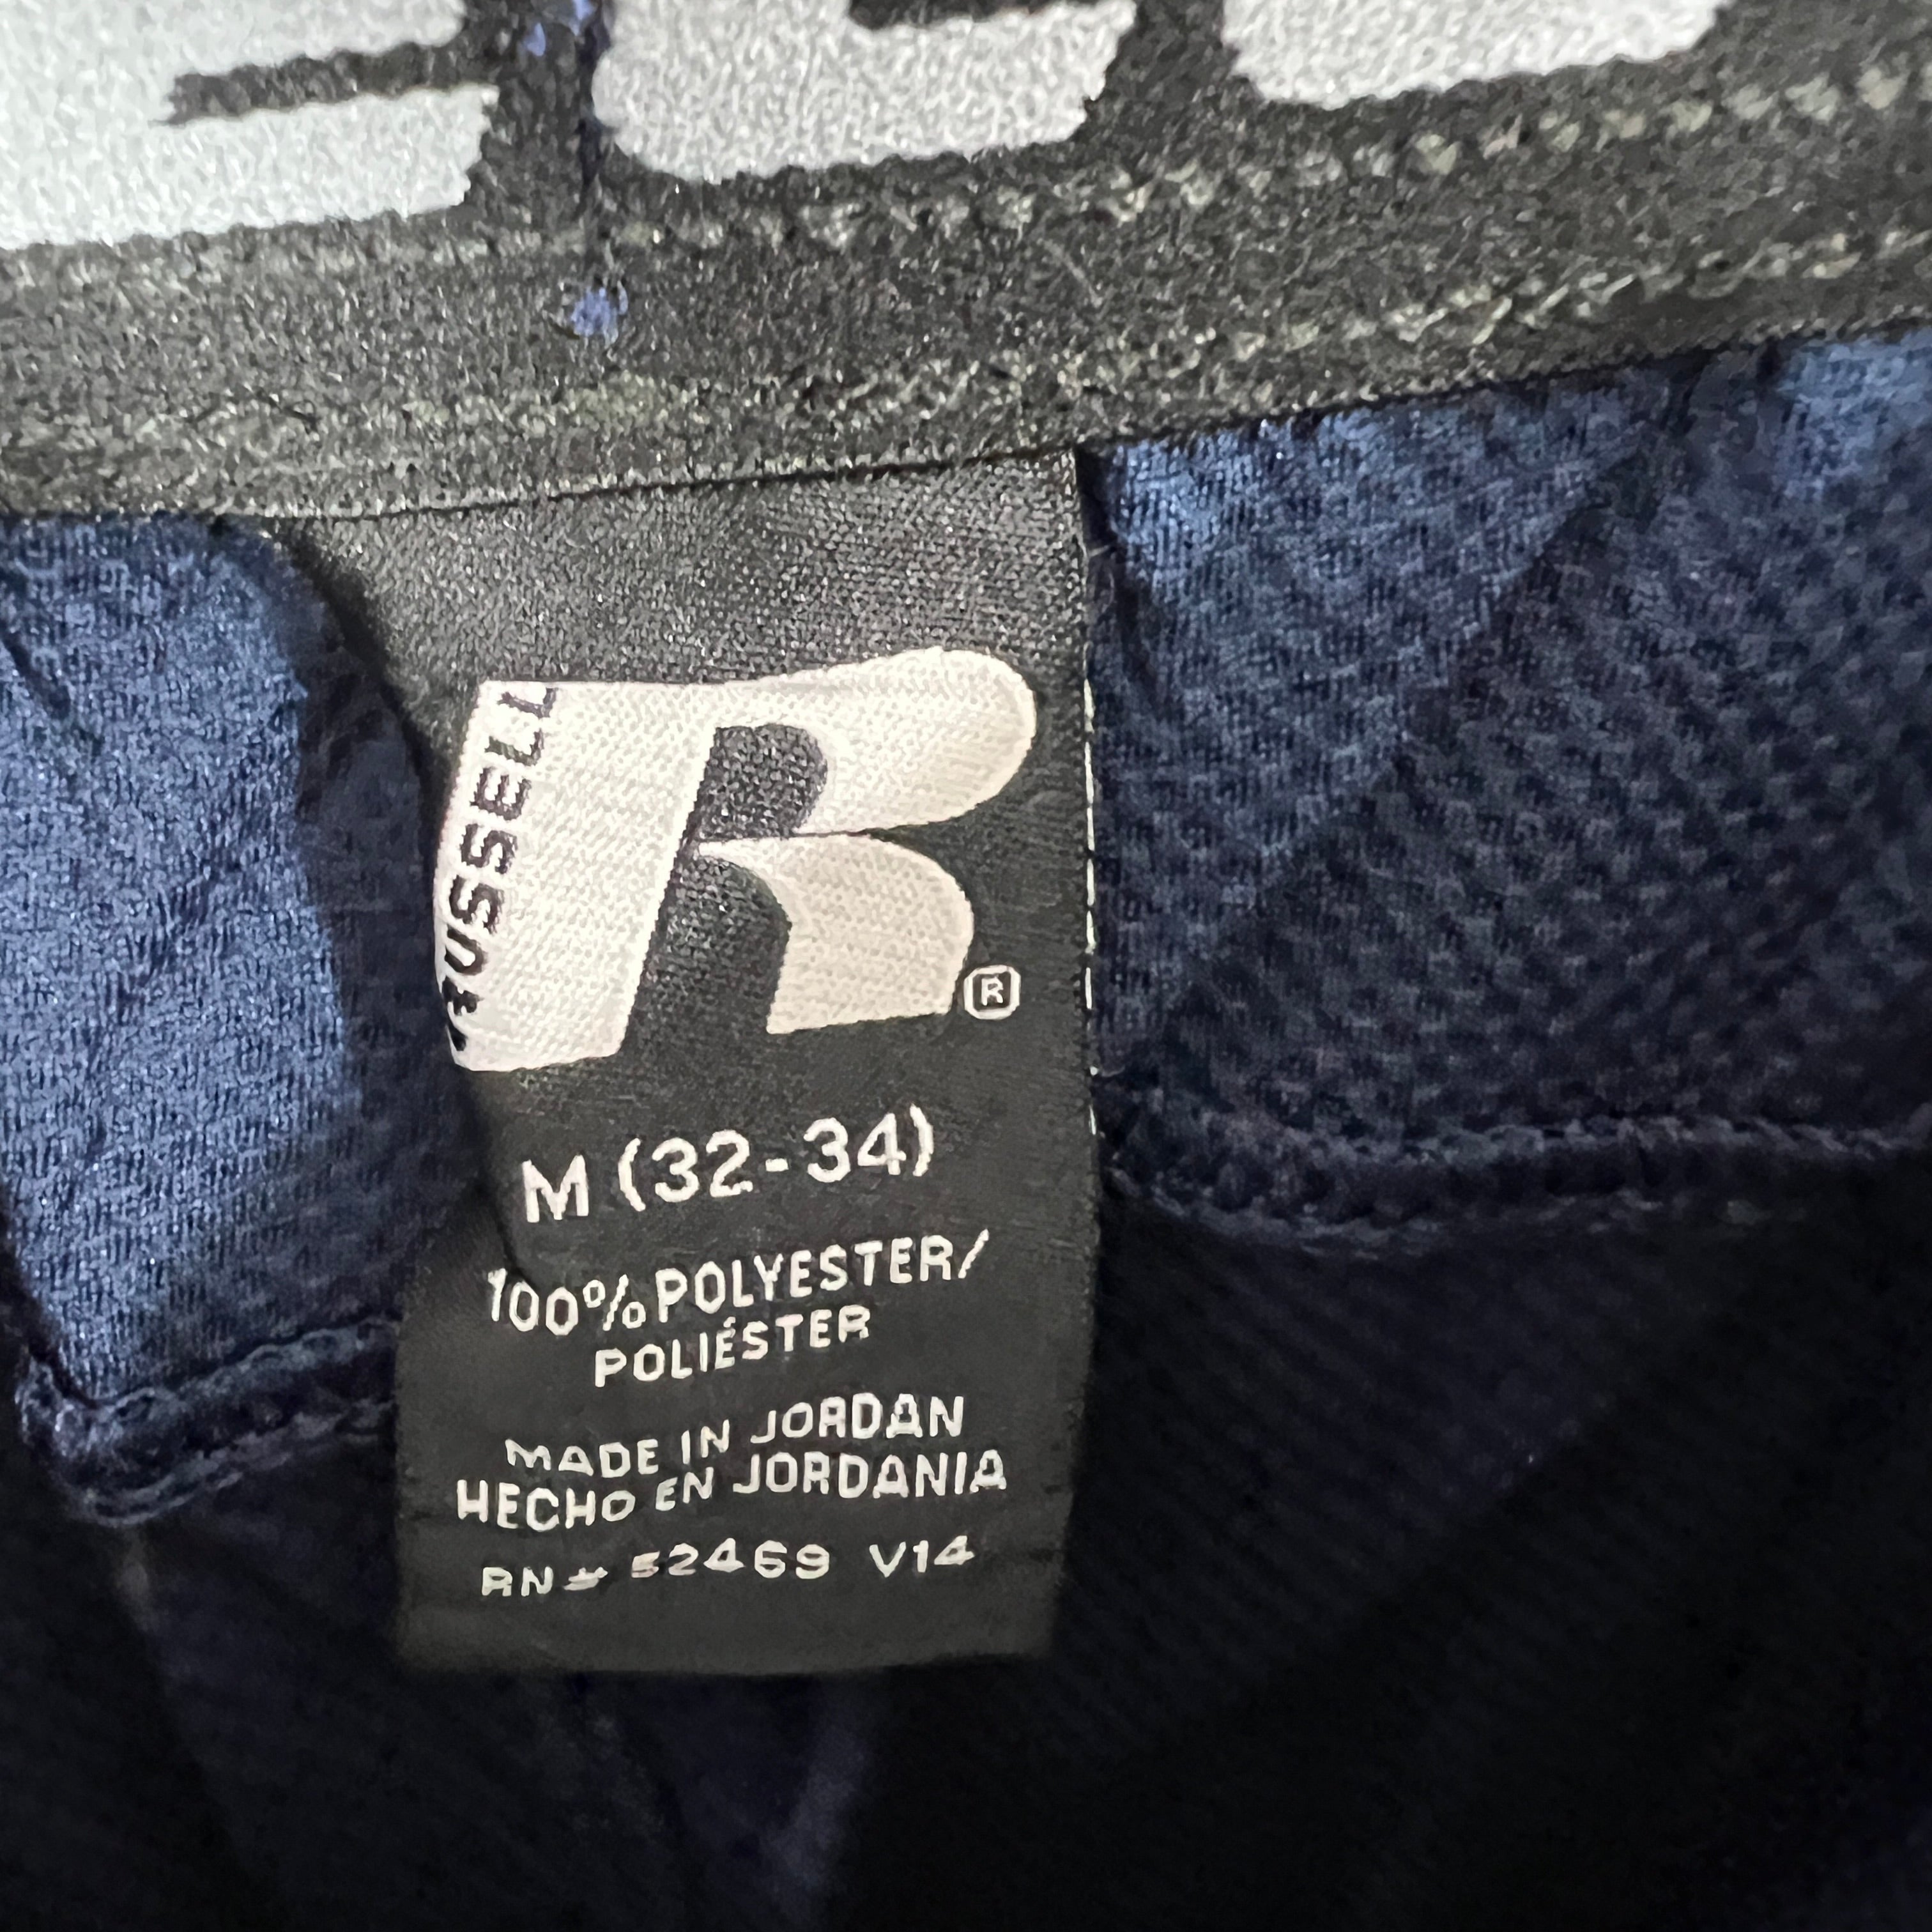 RUSSELL
R
®
M (32-34)
100% POLYESTER/
POLIÉSTER
MADE IN JORDAN
HECHO EN JORDANIA
RN# 52469 V14